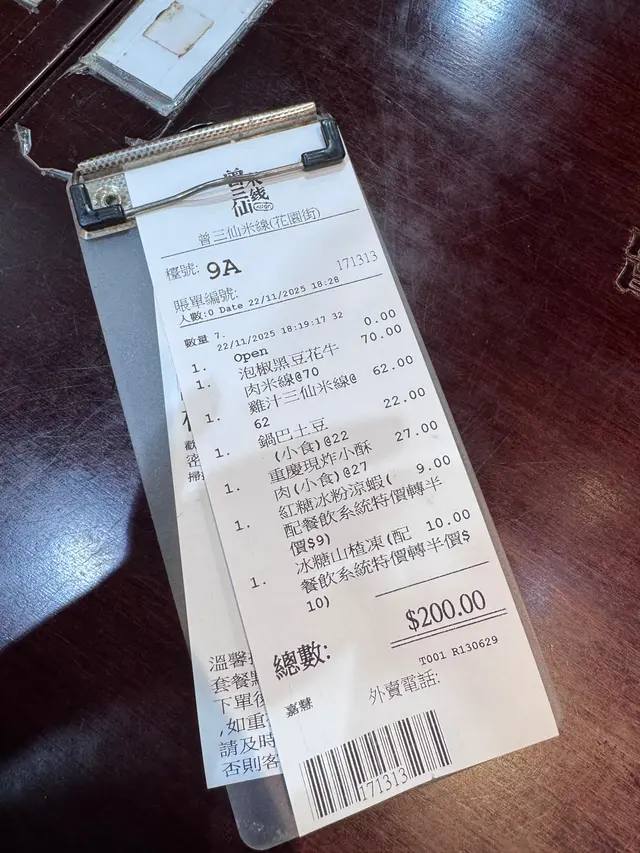 曾三仙米線
曾三仙米線(花園街)
檯號: 9A
171313
賬單編號:
人數:0 Date 22/11/2025 18:28
數量 7.
22/11/2025 18:19:17 32
1. Open 0.00
1. 泡椒黑豆花牛 70.00
肉米線@70
1. 雞汁三仙米線@ 62.00
62
1. 鍋巴土豆 22.00
(小食)@22
1. 重慶現炸小酥 27.00
肉(小食)@27
1. 紅糖冰粉涼蝦( 9.00
配餐飲系統特價轉半
價$9)
1. 冰糖山楂凍(配 10.00
餐飲系統特價轉半價$
10)
總數: $200.00
T001 R130629
嘉慧 外賣電話:
171313
溫馨
套餐
下單後
,如重
請及時
否則客